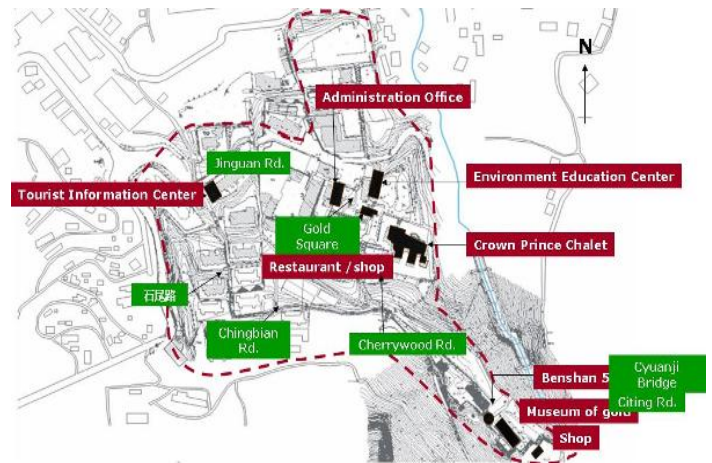 N
Administration Office
Jinguan Rd.
Environment Education Center
Tourist Information Center
Gold
Square
Crown Prince Chalet
Restaurant / shop
石尾路
Chingbian
Rd.
Cherrywood Rd.
Benshan 5
Cyuanji
Bridge
Citing Rd.
Museum of gold
Shop